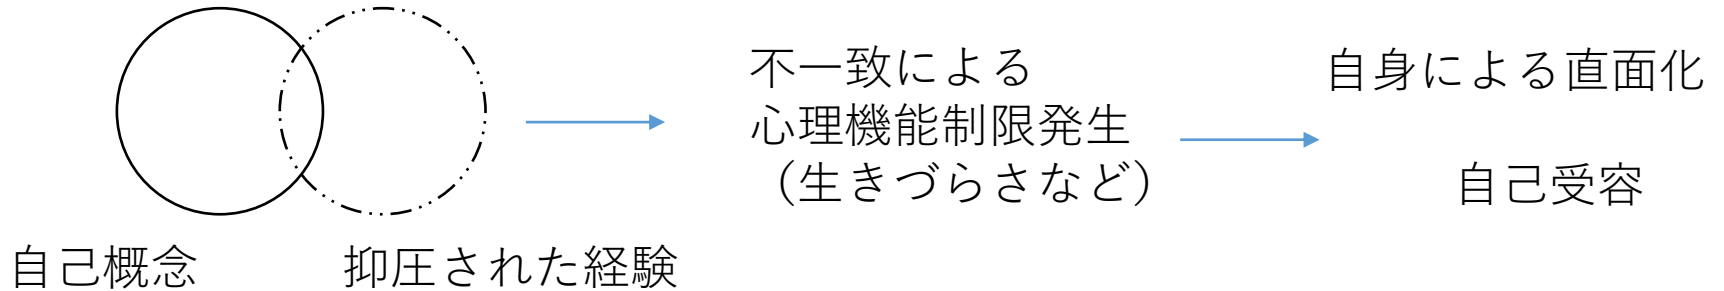 自己概念
抑圧された経験
不一致による
心理機能制限発生
（生きづらさなど）
自身による直面化
自己受容